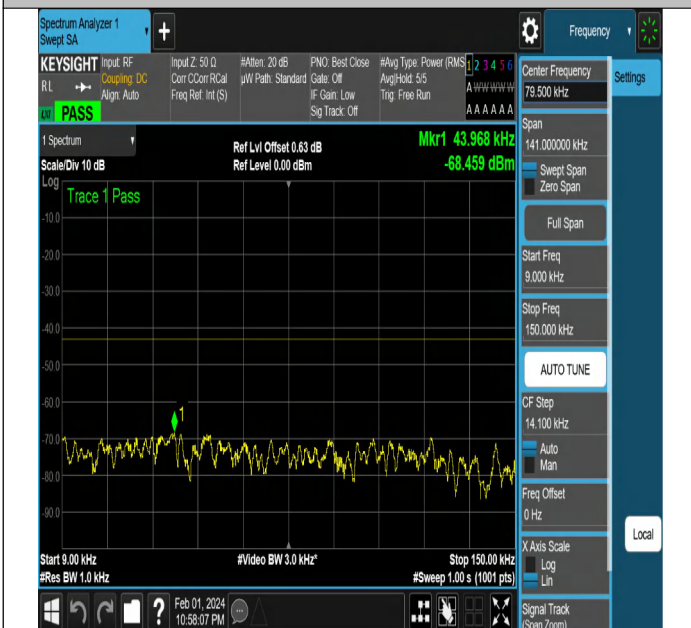 Spectrum Analyzer 1
Swept SA
+
Frequency
KEYSIGHT
Input: RF
Input Z: 50 Ω
#Atten: 20 dB
PNO: Best Close
#Avg Type: Power (RMS
1 2 3 4 5 6
RL
Coupling: DC
Corr CCorr RCal
µW Path: Standard
Gate: Off
Avg|Hold: 5/5
A WW WW W
Align: Auto
Freq Ref: Int (S)
IF Gain: Low
Trig: Free Run
Sig Track: Off
A A A A A A
LXI
PASS
1 Spectrum
Ref Lvl Offset 0.63 dB
Mkr1 43.968 kHz
Scale/Div 10 dB
Ref Level 0.00 dBm
-68.459 dBm
Log
Trace 1 Pass
-10.0
-20.0
-30.0
-40.0
-50.0
-60.0
1
-70.0
-80.0
-90.0
Start 9.00 kHz
#Video BW 3.0 kHz*
Stop 150.00 kHz
#Res BW 1.0 kHz
#Sweep 1.00 s (1001 pts)
Feb 01, 2024
10:58:07 PM
?
Center Frequency
79.500 kHz
Settings
Span
141.000000 kHz
Swept Span
Zero Span
Full Span
Start Freq
9.000 kHz
Stop Freq
150.000 kHz
AUTO TUNE
CF Step
14.100 kHz
Auto
Man
Freq Offset
0 Hz
Local
X Axis Scale
Log
Lin
Signal Track
(Span Zoom)